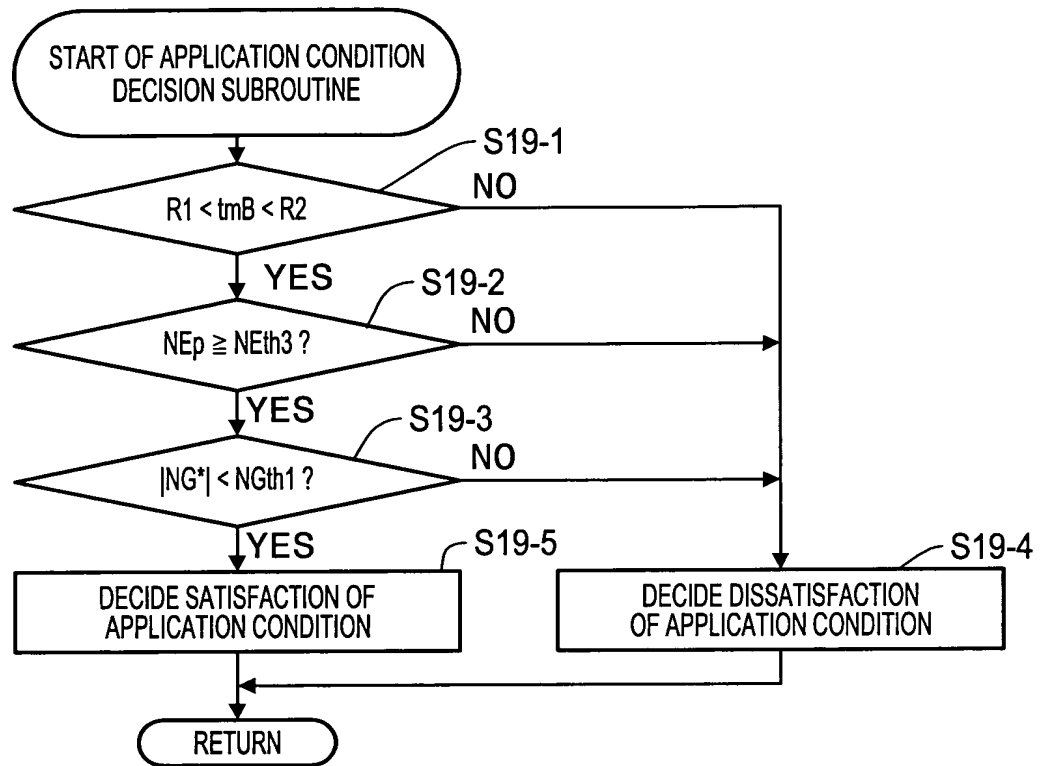 START OF APPLICATION CONDITION
DECISION SUBROUTINE
S19-1
R1 < tmB < R2
NO
YES
S19-2
NEp ≧ NEth3 ?
NO
YES
S19-3
|NG*| < NGth1 ?
NO
YES
S19-5
S19-4
DECIDE SATISFACTION OF
APPLICATION CONDITION
DECIDE DISSATISFACTION
OF APPLICATION CONDITION
RETURN